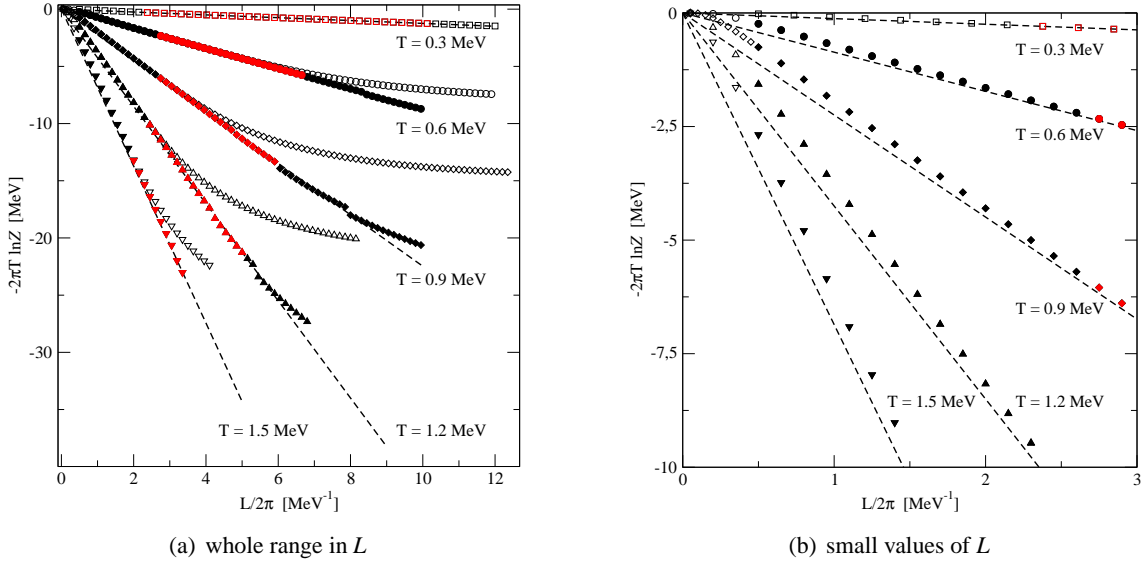 0
-10
-20
-30
-2πT lnZ [MeV]
0 2 4 6 8 10 12
L/2π [MeV⁻¹]
T = 0.3 MeV
T = 0.6 MeV
T = 0.9 MeV
T = 1.5 MeV
T = 1.2 MeV
(a) whole range in L
0
-2,5
-5
-7,5
-10
-2πT lnZ [MeV]
0 1 2 3
L/2π [MeV⁻¹]
T = 0.3 MeV
T = 0.6 MeV
T = 0.9 MeV
T = 1.5 MeV
T = 1.2 MeV
(b) small values of L